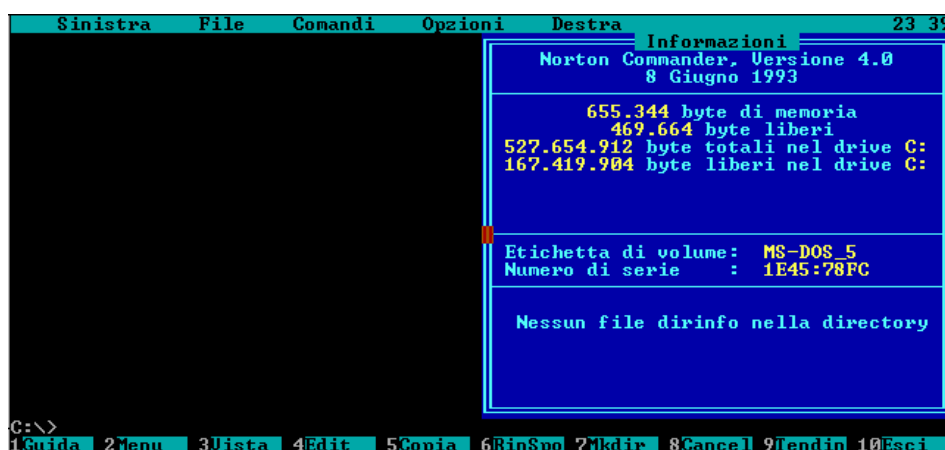 Sinistra File Comandi Opzioni Destra 23 39
Informazioni
Norton Commander, Versione 4.0
8 Giugno 1993
655.344 byte di memoria
469.664 byte liberi
527.654.912 byte totali nel drive C:
167.419.904 byte liberi nel drive C:
Etichetta di volume: MS-DOS_5
Numero di serie : 1E45:78FC
Nessun file dirinfo nella directory
C:\>
1Guida 2Menu 3Vista 4Edit 5Copia 6RinSpo 7Mkdir 8Cancel 9Tendin 10Esci